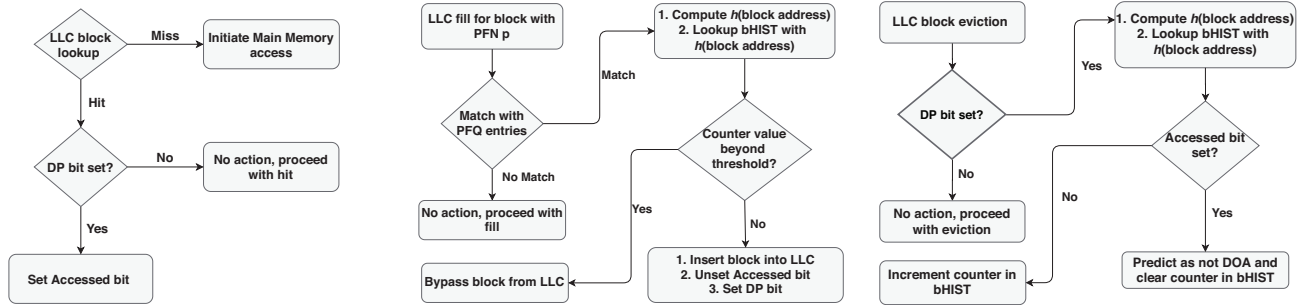 LLC block
lookup
Miss
Initiate Main Memory
access
Hit
DP bit set?
No
No action, proceed
with hit
Yes
Set Accessed bit
LLC fill for block with
PFN p
Match with
PFQ entries
Match
No Match
No action, proceed with
fill
1. Compute h(block address)
2. Lookup bHIST with
h(block address)
Counter value
beyond
threshold?
Yes
Bypass block from LLC
No
1. Insert block into LLC
2. Unset Accessed bit
3. Set DP bit
LLC block eviction
DP bit set?
Yes
No
No action, proceed
with eviction
1. Compute h(block address)
2. Lookup bHIST with
h(block address)
Accessed bit
set?
No
Increment counter in
bHIST
Yes
Predict as not DOA and
clear counter in bHIST